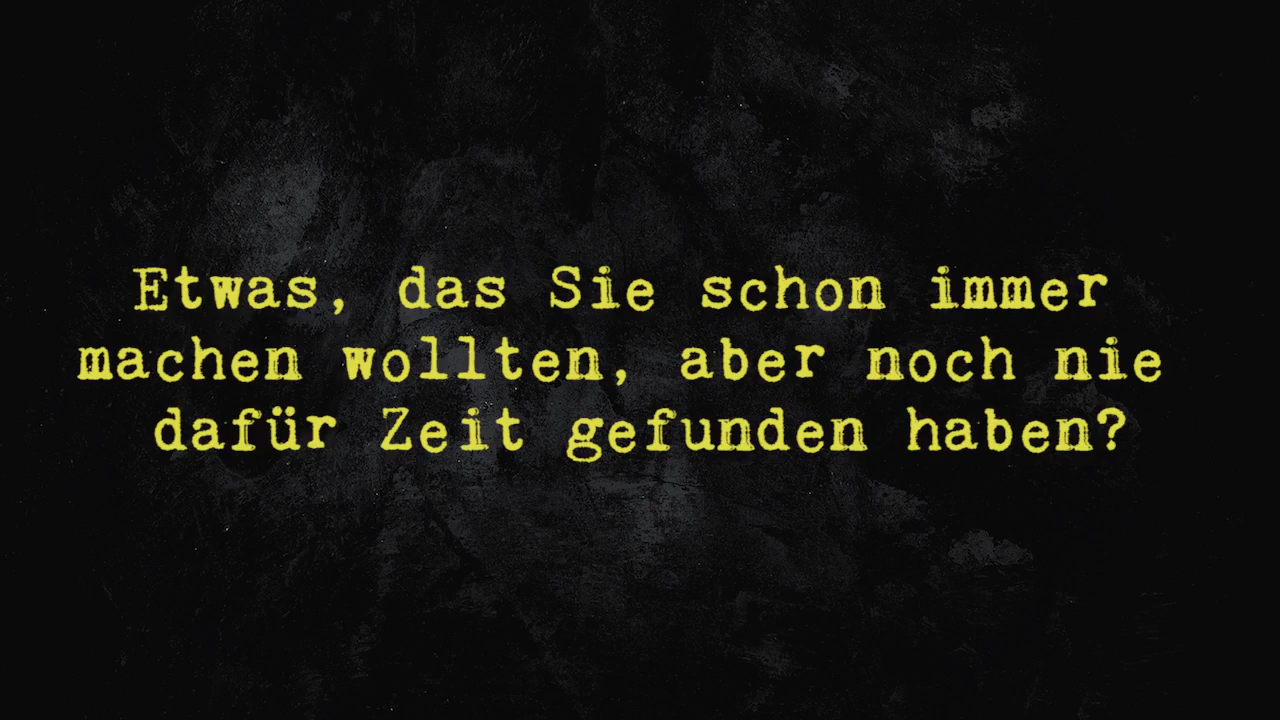 Etwas, das Sie schon immer
machen wollten, aber noch nie
dafür Zeit gefunden haben?